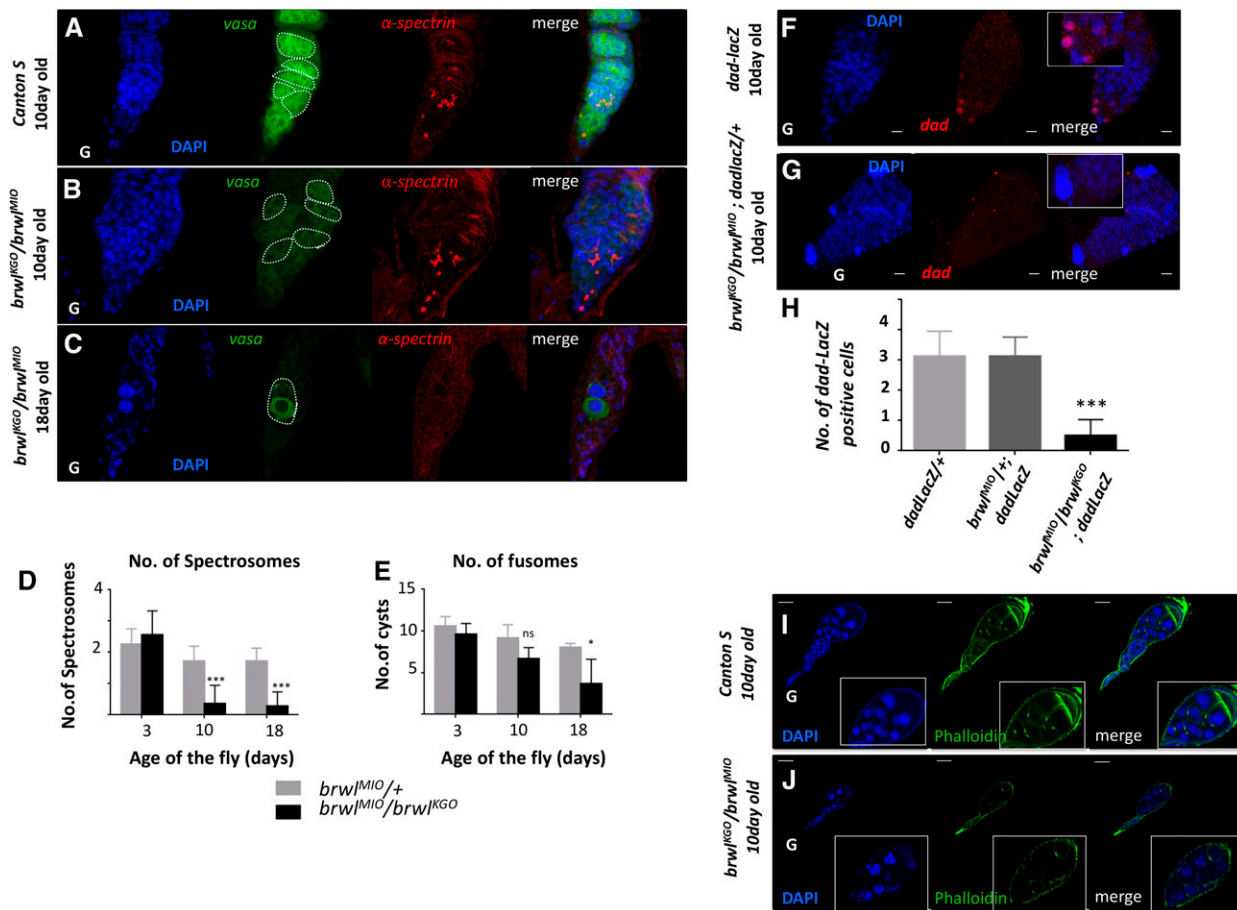 A
Canton S
10day old
vasa
α-spectrin
merge
G
DAPI
B
brwl^KGO/brwl^MIO
10day old
vasa
α-spectrin
merge
G
DAPI
C
brwl^KGO/brwl^MIO
18day old
vasa
α-spectrin
merge
G
DAPI
D
No. of Spectrosomes
No.of Spectrosomes
4
2
***
***
3
10
18
Age of the fly (days)
E
No. of fusomes
No.of cysts
15
10
5
ns
*
3
10
18
Age of the fly (days)
brwl^MIO/+
brwl^MIO/brwl^KGO
F
dad-lacZ
10day old
DAPI
G
dad
merge
G
brwl^KGO/brwl^MIO ; dadlacZ/+
10day old
DAPI
G
dad
merge
H
No. of dad-LacZ
positive cells
4
3
2
1
0
***
dadLacZ/+
brwl^MIO/+;
dadLacZ
brwl^MIO/brwl^KGO
; dadLacZ
I
Canton S
10day old
G
DAPI
Phalloidin
merge
J
brwl^KGO/brwl^MIO
10day old
G
DAPI
Phalloidin
merge